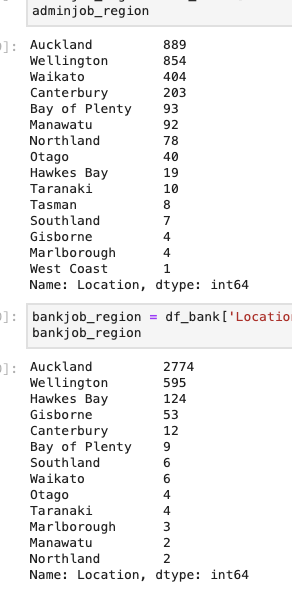 adminjob_region
]:
Auckland 889
Wellington 854
Waikato 404
Canterbury 203
Bay of Plenty 93
Manawatu 92
Northland 78
Otago 40
Hawkes Bay 19
Taranaki 10
Tasman 8
Southland 7
Gisborne 4
Marlborough 4
West Coast 1
Name: Location, dtype: int64
]: bankjob_region = df_bank['Locatio
bankjob_region
]:
Auckland 2774
Wellington 595
Hawkes Bay 124
Gisborne 53
Canterbury 12
Bay of Plenty 9
Southland 6
Waikato 6
Otago 4
Taranaki 4
Marlborough 3
Manawatu 2
Northland 2
Name: Location, dtype: int64